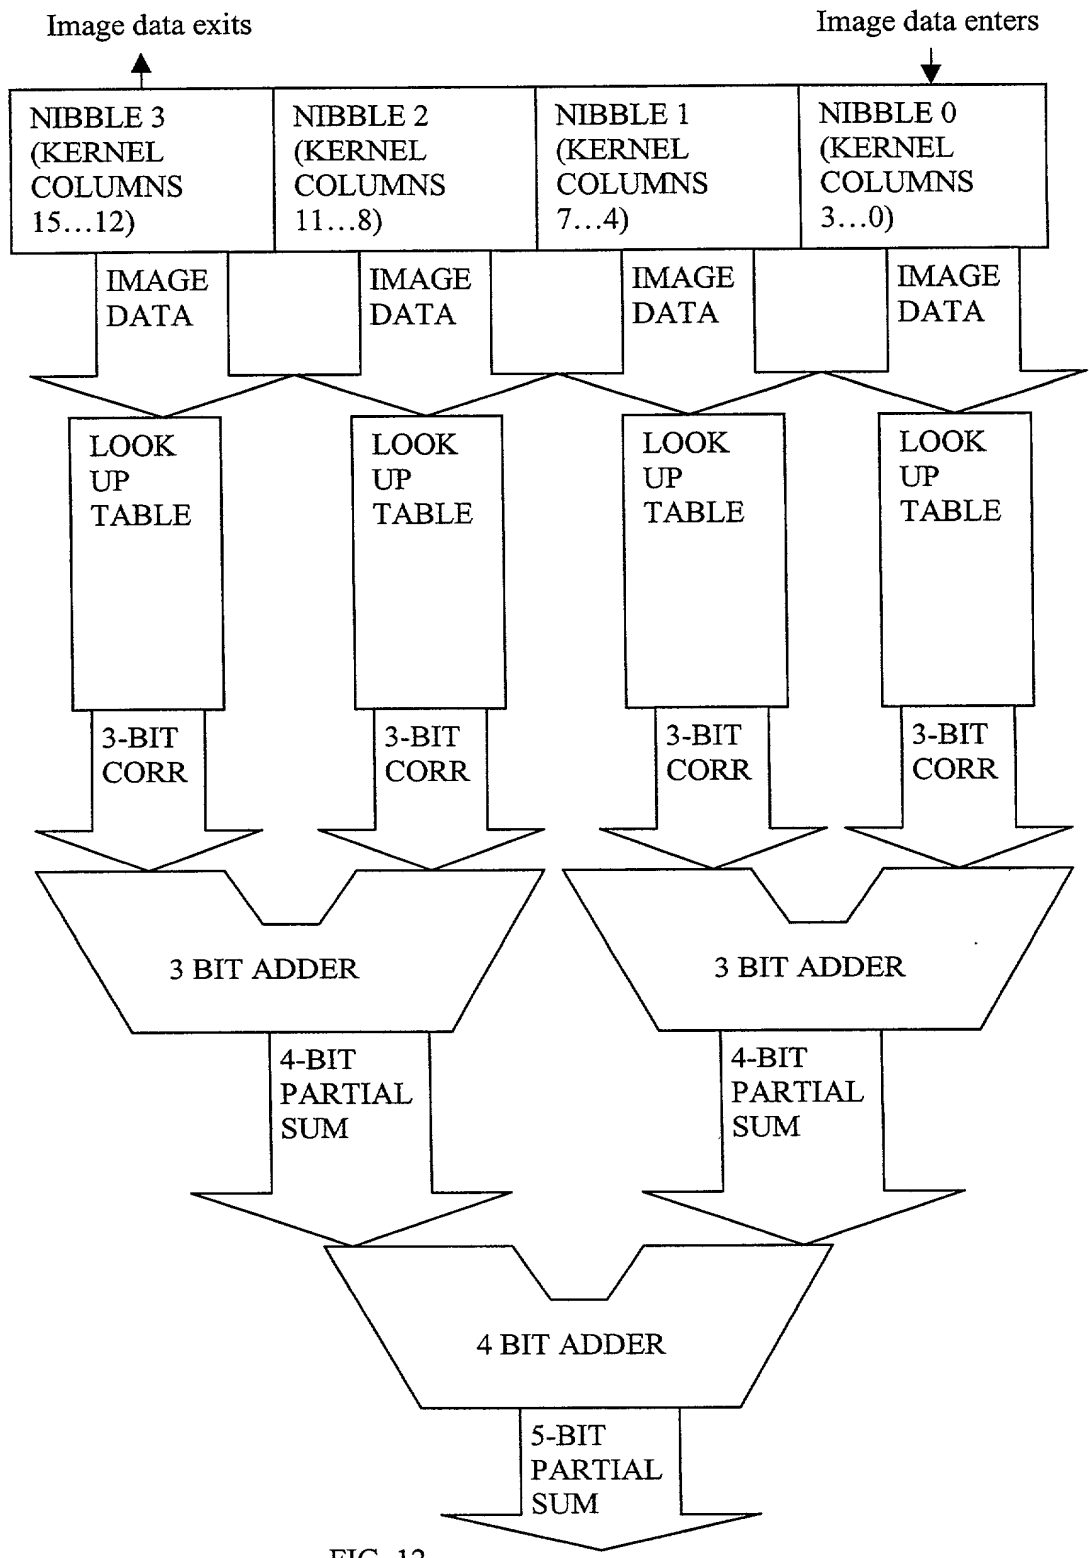 Image data exits
Image data enters
NIBBLE 3
(KERNEL
COLUMNS
15...12)
NIBBLE 2
(KERNEL
COLUMNS
11...8)
NIBBLE 1
(KERNEL
COLUMNS
7...4)
NIBBLE 0
(KERNEL
COLUMNS
3...0)
IMAGE
DATA
IMAGE
DATA
IMAGE
DATA
IMAGE
DATA
LOOK
UP
TABLE
LOOK
UP
TABLE
LOOK
UP
TABLE
LOOK
UP
TABLE
3-BIT
CORR
3-BIT
CORR
3-BIT
CORR
3-BIT
CORR
3 BIT ADDER
3 BIT ADDER
4-BIT
PARTIAL
SUM
4-BIT
PARTIAL
SUM
4 BIT ADDER
5-BIT
PARTIAL
SUM
FIG. 12